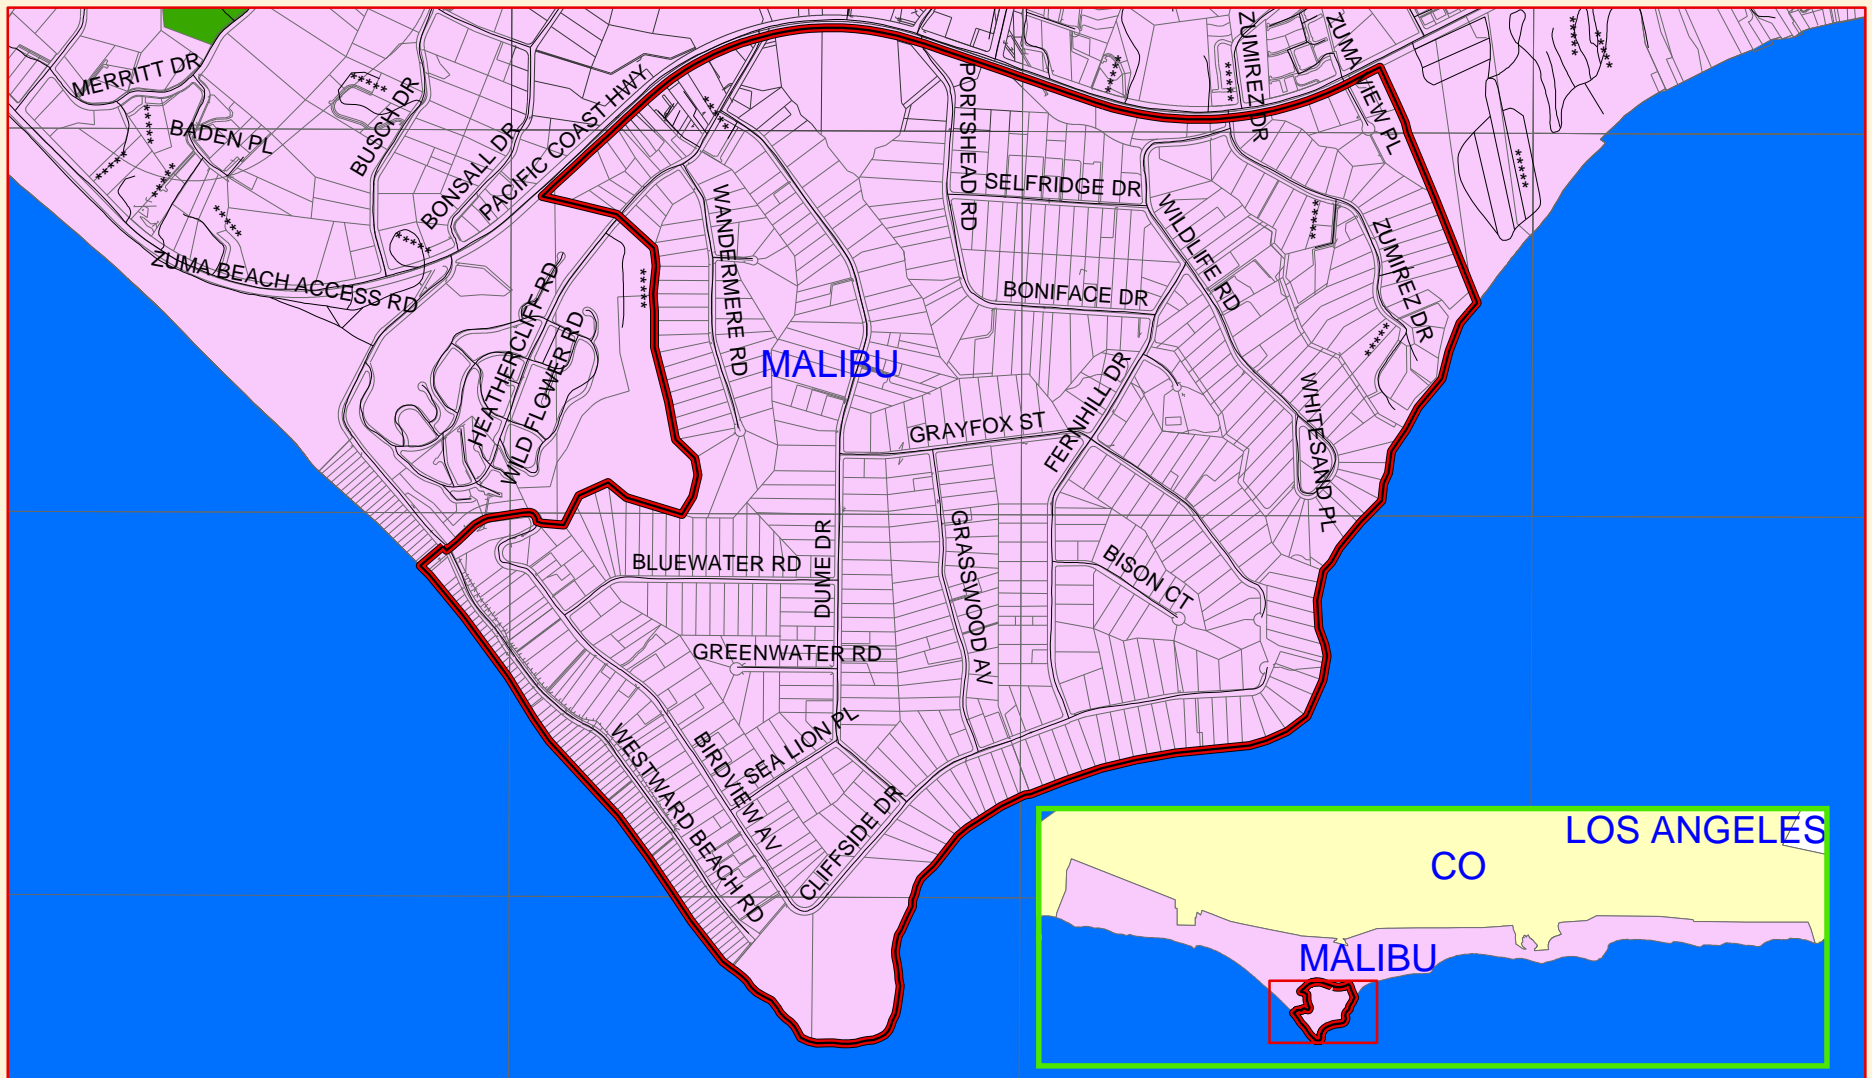 MERRITT DR
*****
BUSCH DR
*****
BADEN PL
*****
*****
*****
BONSALL DR
*****
PACIFIC COAST HWY
ZUMA BEACH ACCESS RD
HEATHERCLIFF RD
WILD FLOWER RD
*****
*****
WANDERMERE RD
MALIBU
PORTSHEAD RD
*****
*****
ZUMIREZ DR
ZUMA VIEW PL
*****
*****
*****
SELFRIDGE DR
WILDLIFE RD
*****
ZUMIREZ DR
*****
BONIFACE DR
FERNHILL DR
GRAYFOX ST
WHITESAND PL
GRASSWOOD AV
BISON CT
DUME DR
BLUEWATER RD
GREENWATER RD
SEA LION PL
BIRDVIEW AV
WESTWARD BEACH RD
CLIFFSIDE DR
LOS ANGELES
CO
MALIBU